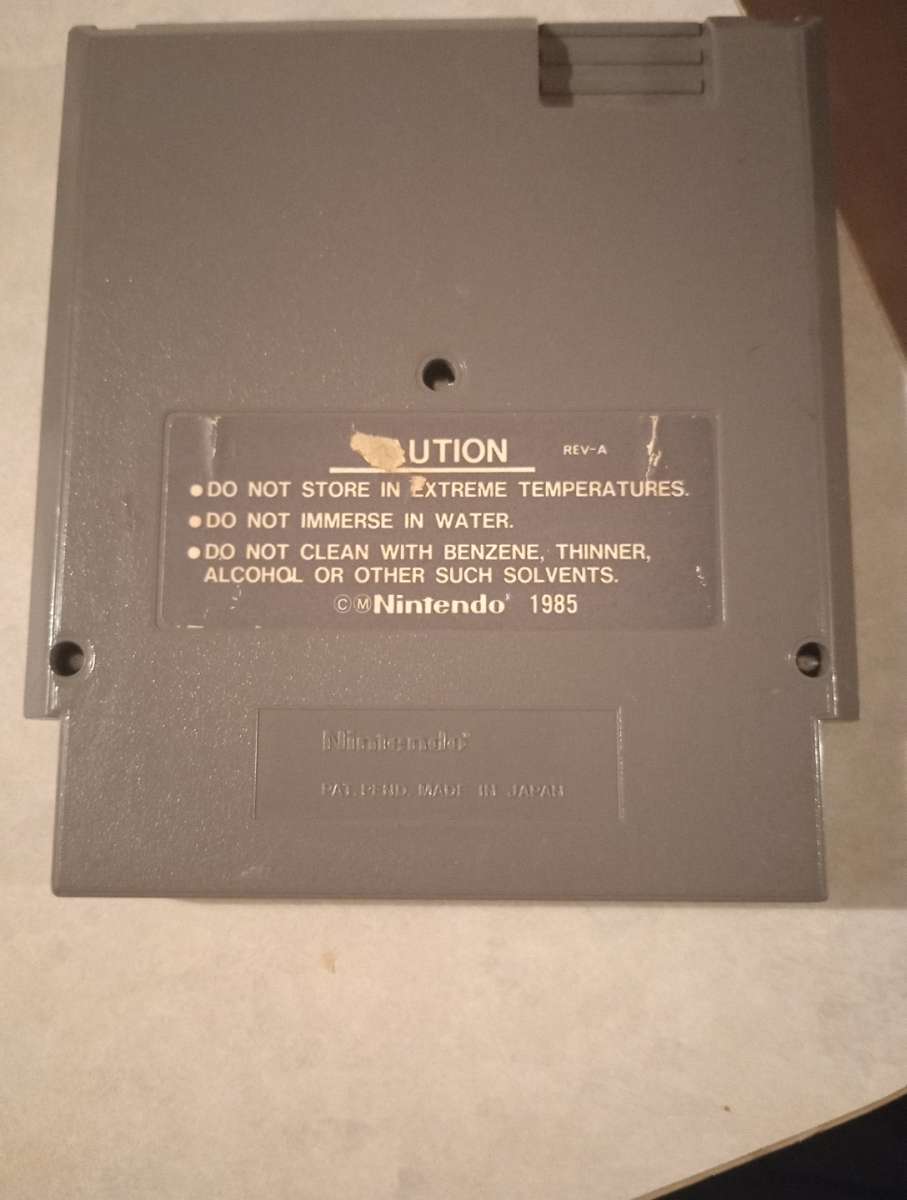 UTION
REV-A
●DO NOT STORE IN EXTREME TEMPERATURES.
●DO NOT IMMERSE IN WATER.
●DO NOT CLEAN WITH BENZENE, THINNER,
ALCOHOL OR OTHER SUCH SOLVENTS.
ⒸⓂNintendo 1985
Nintendo
PAT. PEND. MADE IN JAPAN